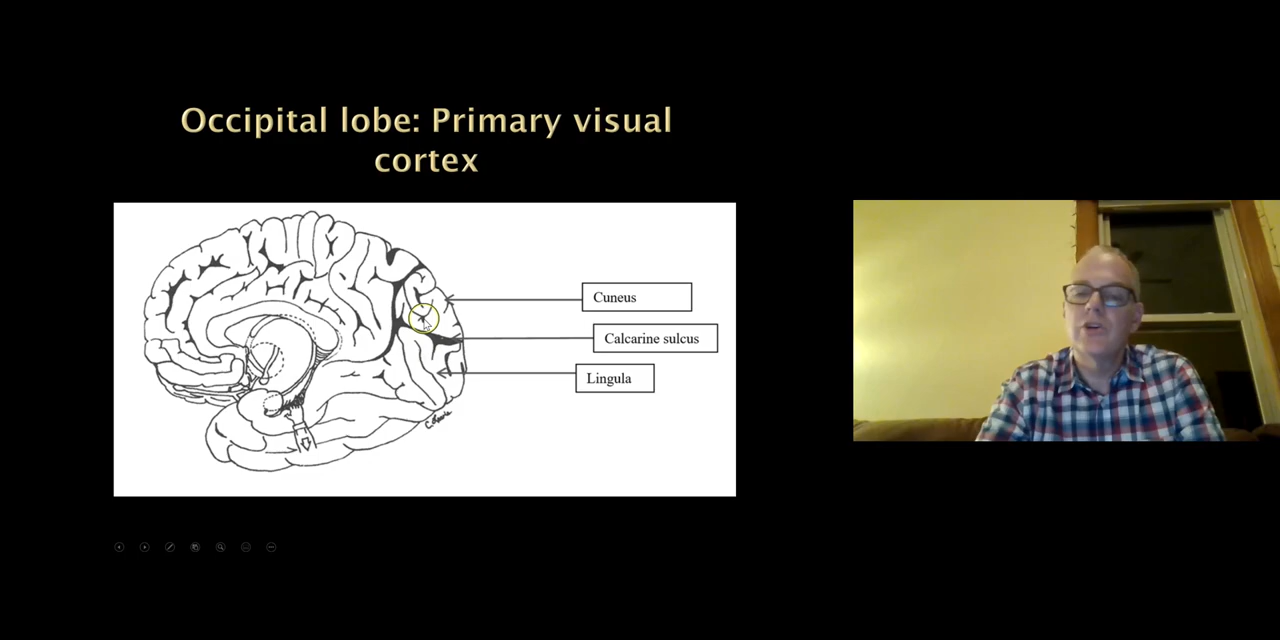 Occipital lobe: Primary visual
cortex
Cuneus
Calcarine sulcus
Lingula